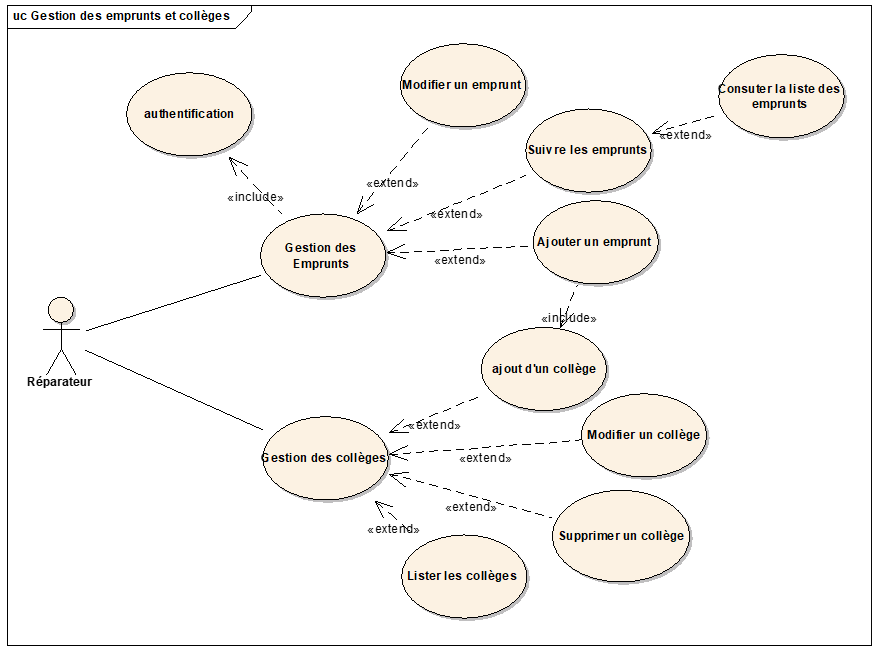 uc Gestion des emprunts et collèges
Modifier un emprunt
Consuter la liste des
emprunts
authentification
«extend»
Suivre les emprunts
«extend»
«include»
«extend»
Gestion des
Emprunts
Ajouter un emprunt
«extend»
«include»
Réparateur
ajout d'un collège
«extend»
Modifier un collège
Gestion des collèges
«extend»
«extend»
«extend»
Supprimer un collège
Lister les collèges